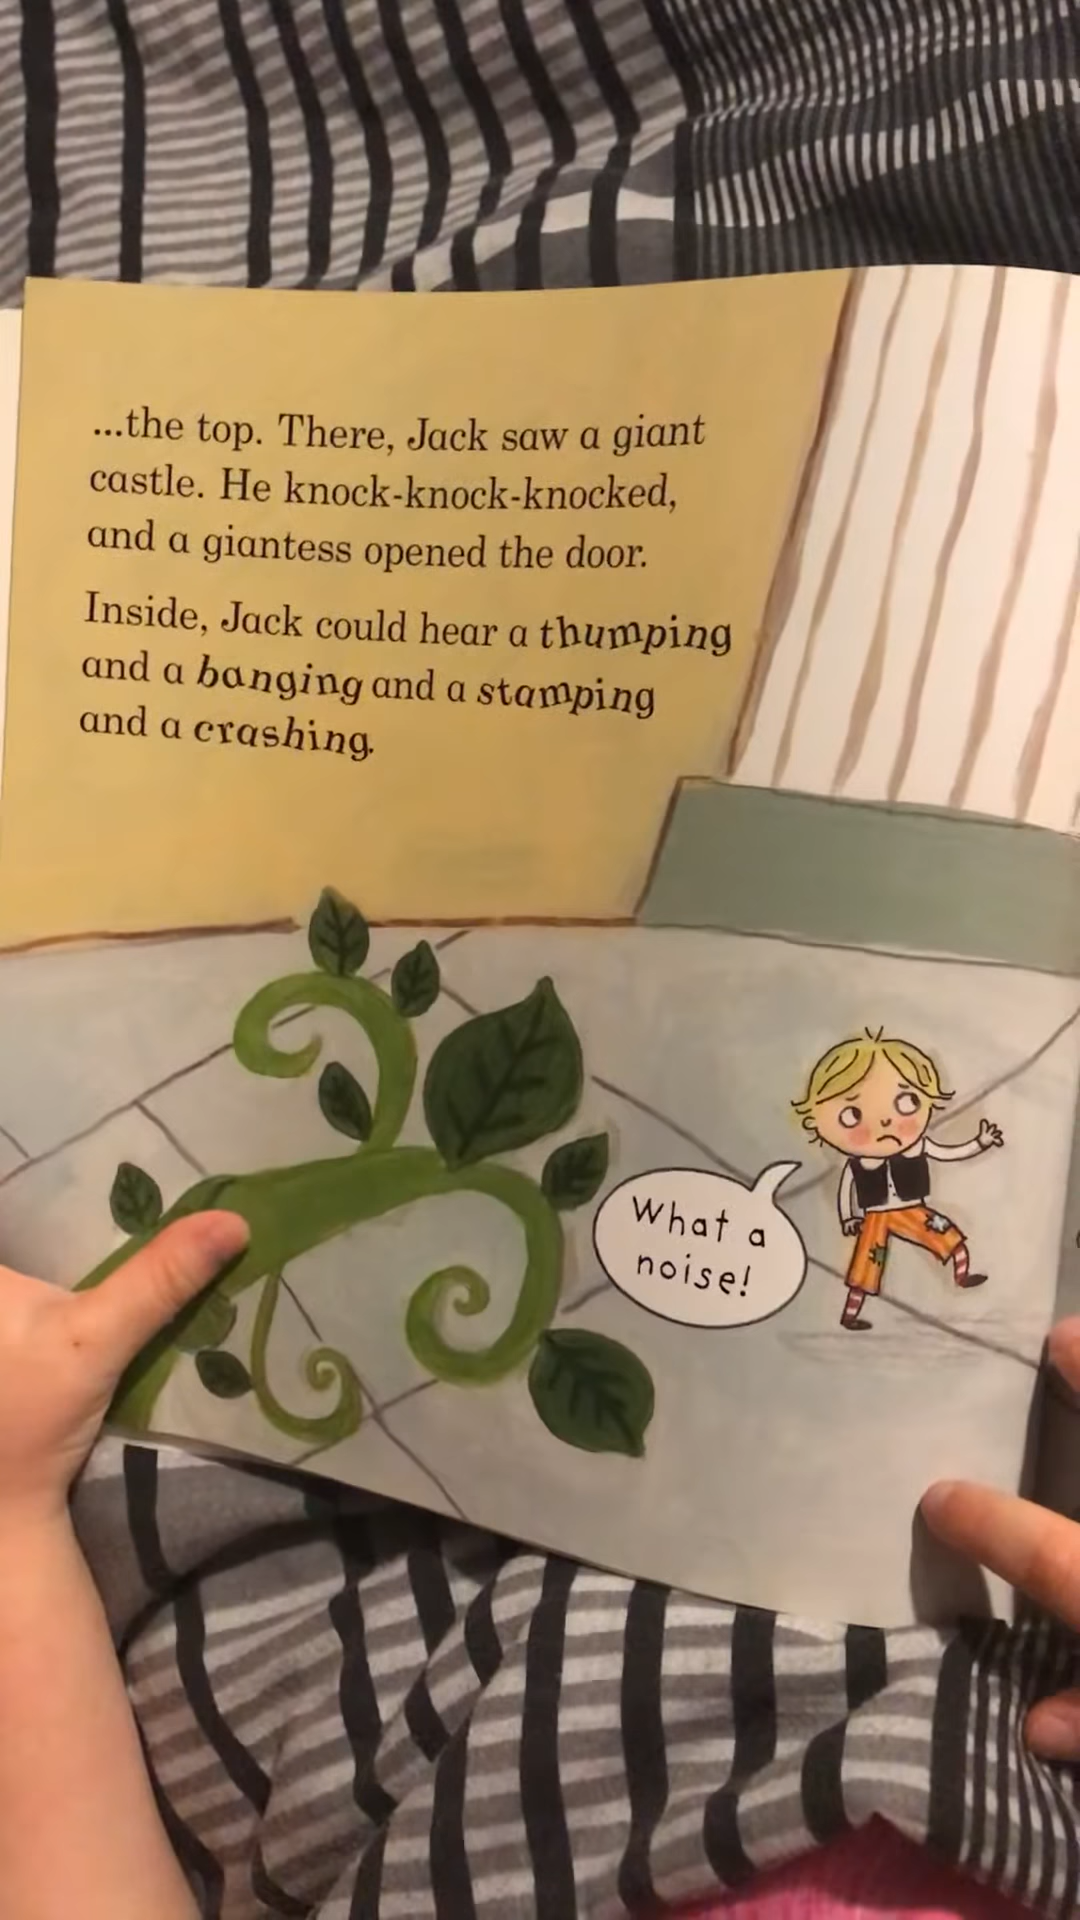 ...the top. There, Jack saw a giant
castle. He knock-knock-knocked,
and a giantess opened the door.
Inside, Jack could hear a thumping
and a banging and a stamping
and a crashing.
What a
noise!